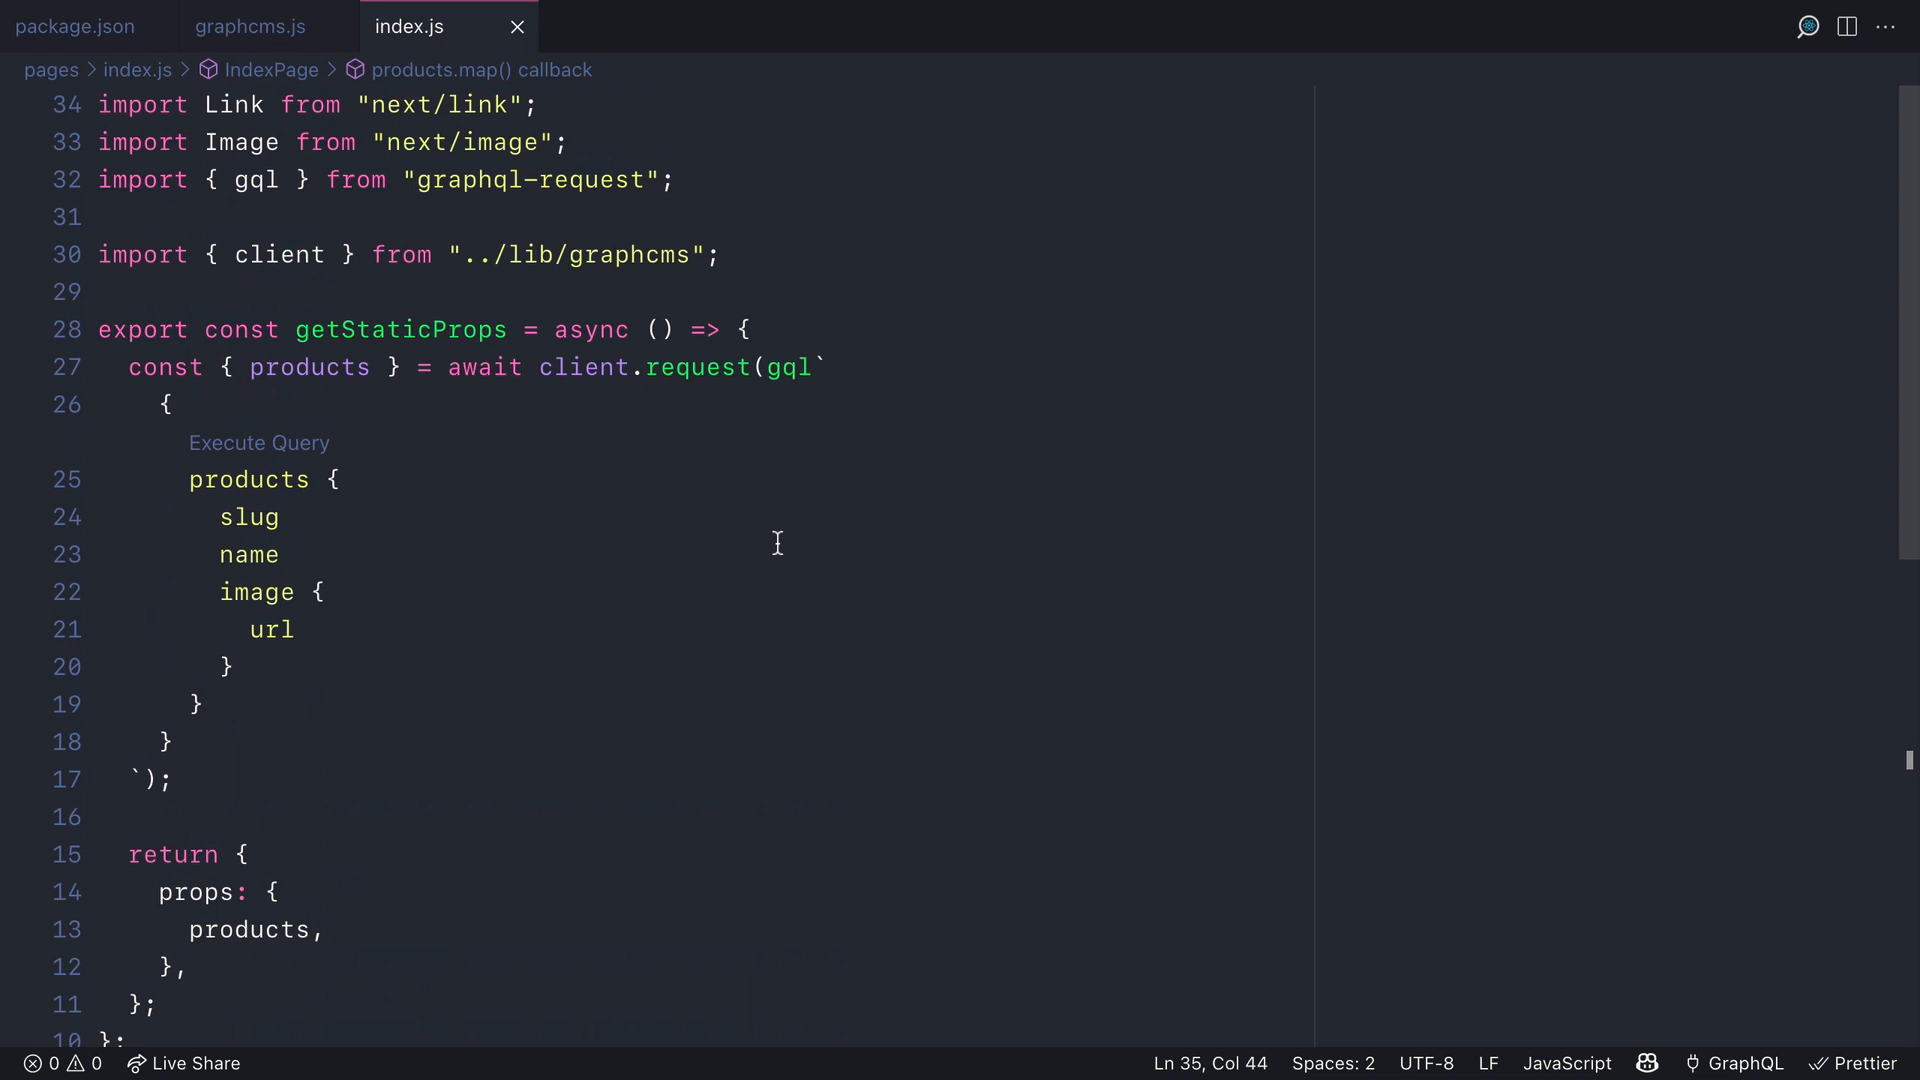 package.json graphcms.js index.js
pages > index.js > IndexPage > products.map() callback
34 import Link from "next/link";
33 import Image from "next/image";
32 import { gql } from "graphql-request";
31
30 import { client } from "../lib/graphcms";
29
28 export const getStaticProps = async () => {
27 const { products } = await client.request(gql`
26 {
Execute Query
25 products {
24 slug
23 name
22 image {
21 url
20 }
19 }
18 }
17 `);
16
15 return {
14 props: {
13 products,
12 },
11 };
10 };
0 0 Live Share Ln 35, Col 44 Spaces: 2 UTF-8 LF JavaScript GraphQL Prettier